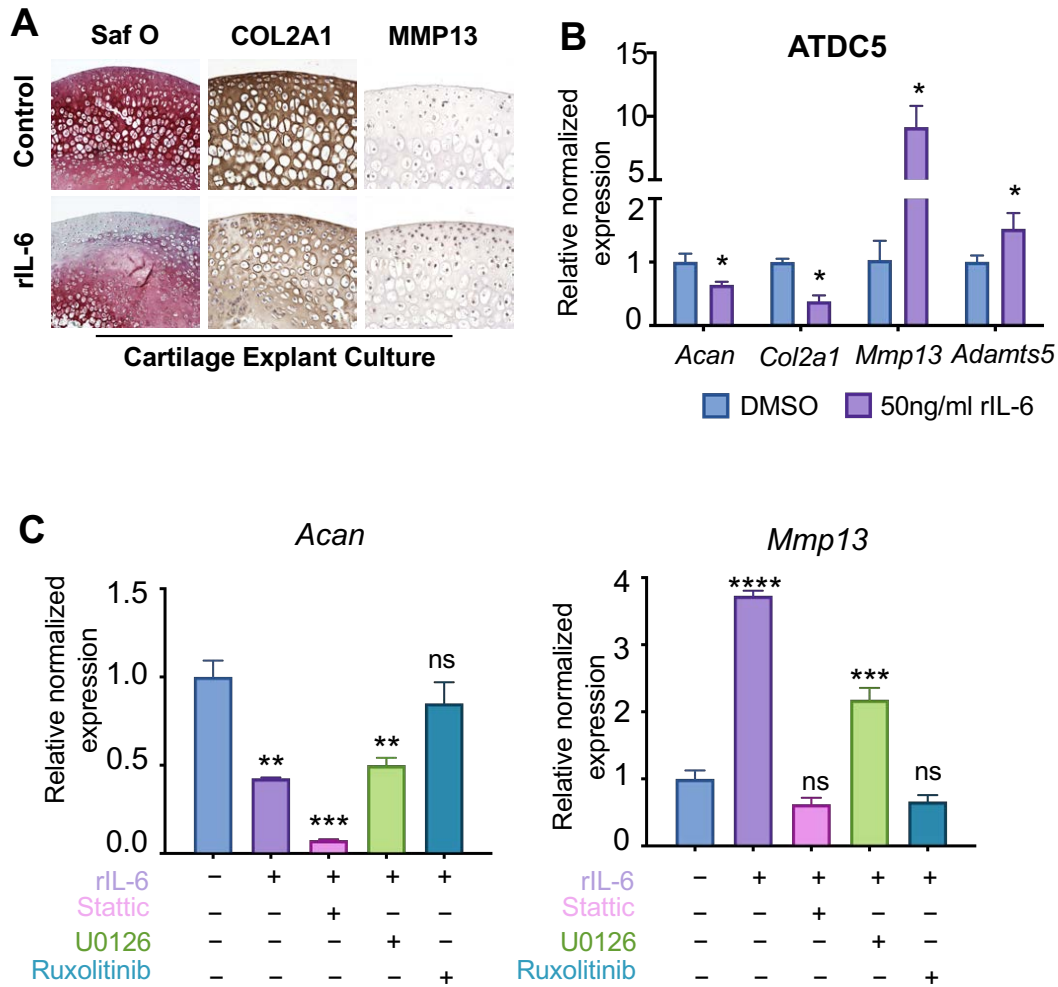 A
Saf O COL2A1 MMP13
Control
rIL-6
Cartilage Explant Culture
B
ATDC5
Relative normalized
expression
15
10
5
2
1
0
* * * *
Acan Col2a1 Mmp13 Adamts5
DMSO 50ng/ml rIL-6
C
Acan
Relative normalized
expression
1.5
1.0
0.5
0.0
** *** ** ns
rIL-6 – + + + +
Stattic – – + – –
U0126 – – – + –
Ruxolitinib – – – – +
Mmp13
Relative normalized
expression
4
3
2
1
0
**** ns *** ns
rIL-6 – + + + +
Stattic – – + – –
U0126 – – – + –
Ruxolitinib – – – – +